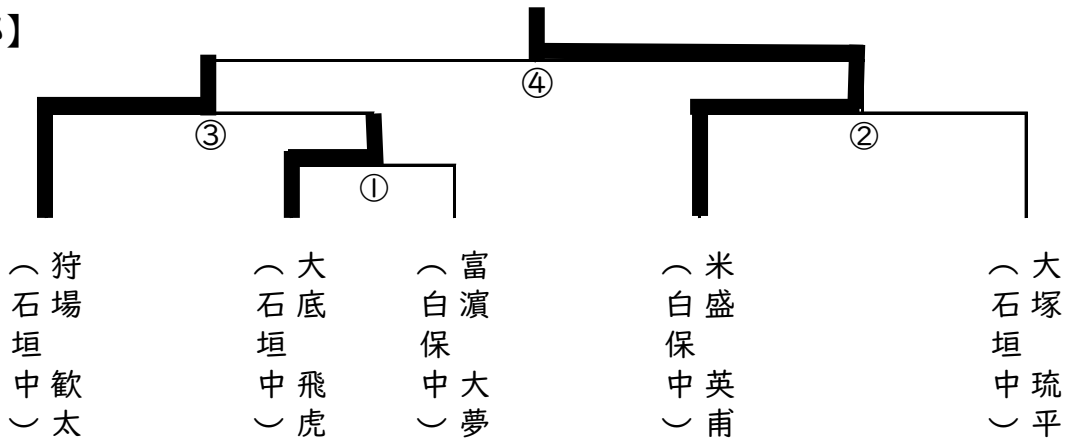 】
④
③
②
①
狩場 歓太
（石垣中）
大底 飛虎
（石垣中）
富濵 大夢
（白保中）
米盛 英甫
（白保中）
大塚 琉平
（石垣中）